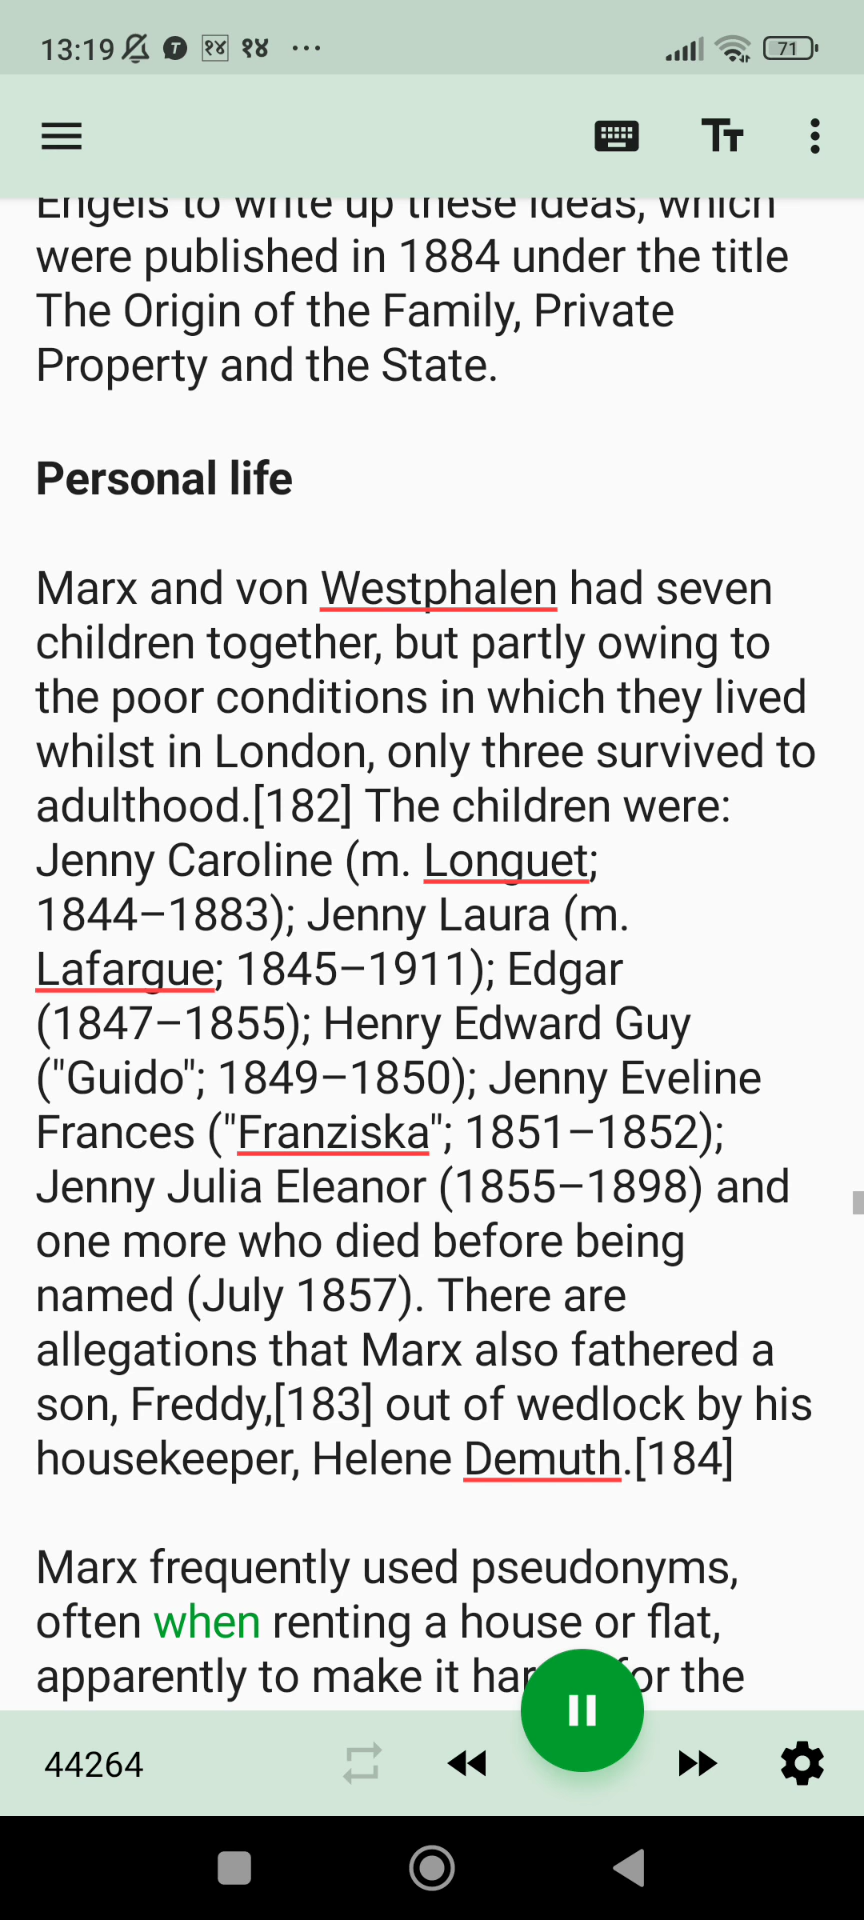 13:19 T १४ १४ ...
71
TT
Engels to write up these ideas, which
were published in 1884 under the title
The Origin of the Family, Private
Property and the State.
Personal life
Marx and von Westphalen had seven
children together, but partly owing to
the poor conditions in which they lived
whilst in London, only three survived to
adulthood.[182] The children were:
Jenny Caroline (m. Longuet;
1844–1883); Jenny Laura (m.
Lafargue; 1845–1911); Edgar
(1847–1855); Henry Edward Guy
("Guido"; 1849–1850); Jenny Eveline
Frances ("Franziska"; 1851–1852);
Jenny Julia Eleanor (1855–1898) and
one more who died before being
named (July 1857). There are
allegations that Marx also fathered a
son, Freddy,[183] out of wedlock by his
housekeeper, Helene Demuth.[184]
Marx frequently used pseudonyms,
often when renting a house or flat,
apparently to make it for the
44264